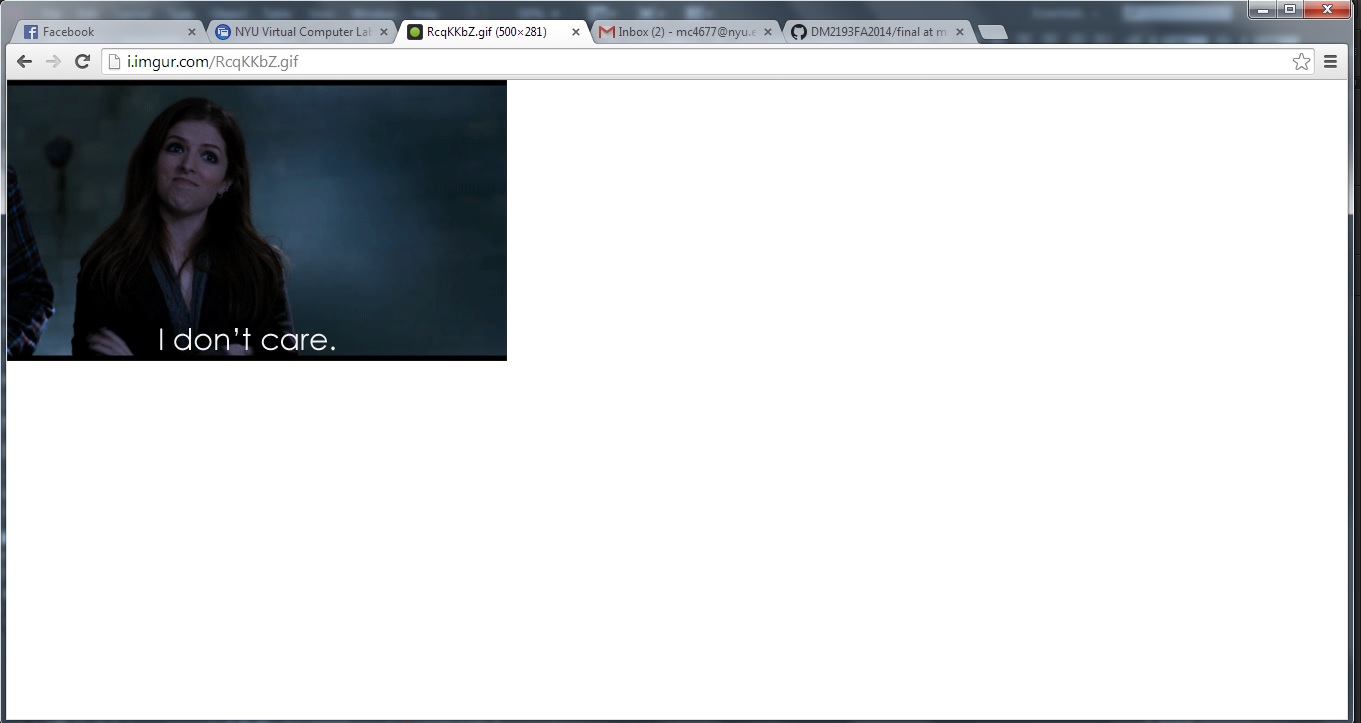 Facebook
NYU Virtual Computer Lab
RcqKKbZ.gif (500×281)
Inbox (2) - mc4677@nyu.e
DM2193FA2014/final at m
i.imgur.com/RcqKKbZ.gif
I don't care.